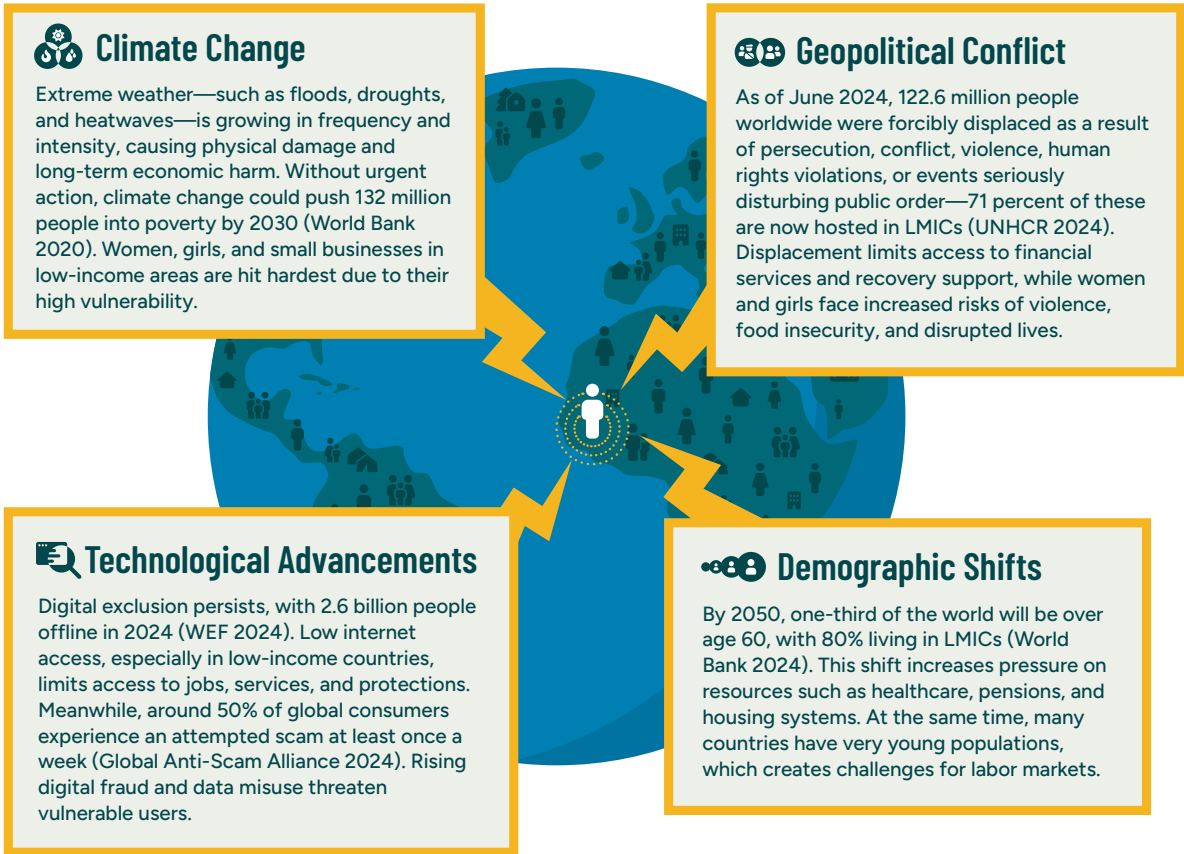 Climate Change
Extreme weather—such as floods, droughts,
and heatwaves—is growing in frequency and
intensity, causing physical damage and
long-term economic harm. Without urgent
action, climate change could push 132 million
people into poverty by 2030 (World Bank
2020). Women, girls, and small businesses in
low-income areas are hit hardest due to their
high vulnerability.
Geopolitical Conflict
As of June 2024, 122.6 million people
worldwide were forcibly displaced as a result
of persecution, conflict, violence, human
rights violations, or events seriously
disturbing public order—71 percent of these
are now hosted in LMICs (UNHCR 2024).
Displacement limits access to financial
services and recovery support, while women
and girls face increased risks of violence,
food insecurity, and disrupted lives.
Technological Advancements
Digital exclusion persists, with 2.6 billion people
offline in 2024 (WEF 2024). Low internet
access, especially in low-income countries,
limits access to jobs, services, and protections.
Meanwhile, around 50% of global consumers
experience an attempted scam at least once a
week (Global Anti-Scam Alliance 2024). Rising
digital fraud and data misuse threaten
vulnerable users.
Demographic Shifts
By 2050, one-third of the world will be over
age 60, with 80% living in LMICs (World
Bank 2024). This shift increases pressure on
resources such as healthcare, pensions, and
housing systems. At the same time, many
countries have very young populations,
which creates challenges for labor markets.